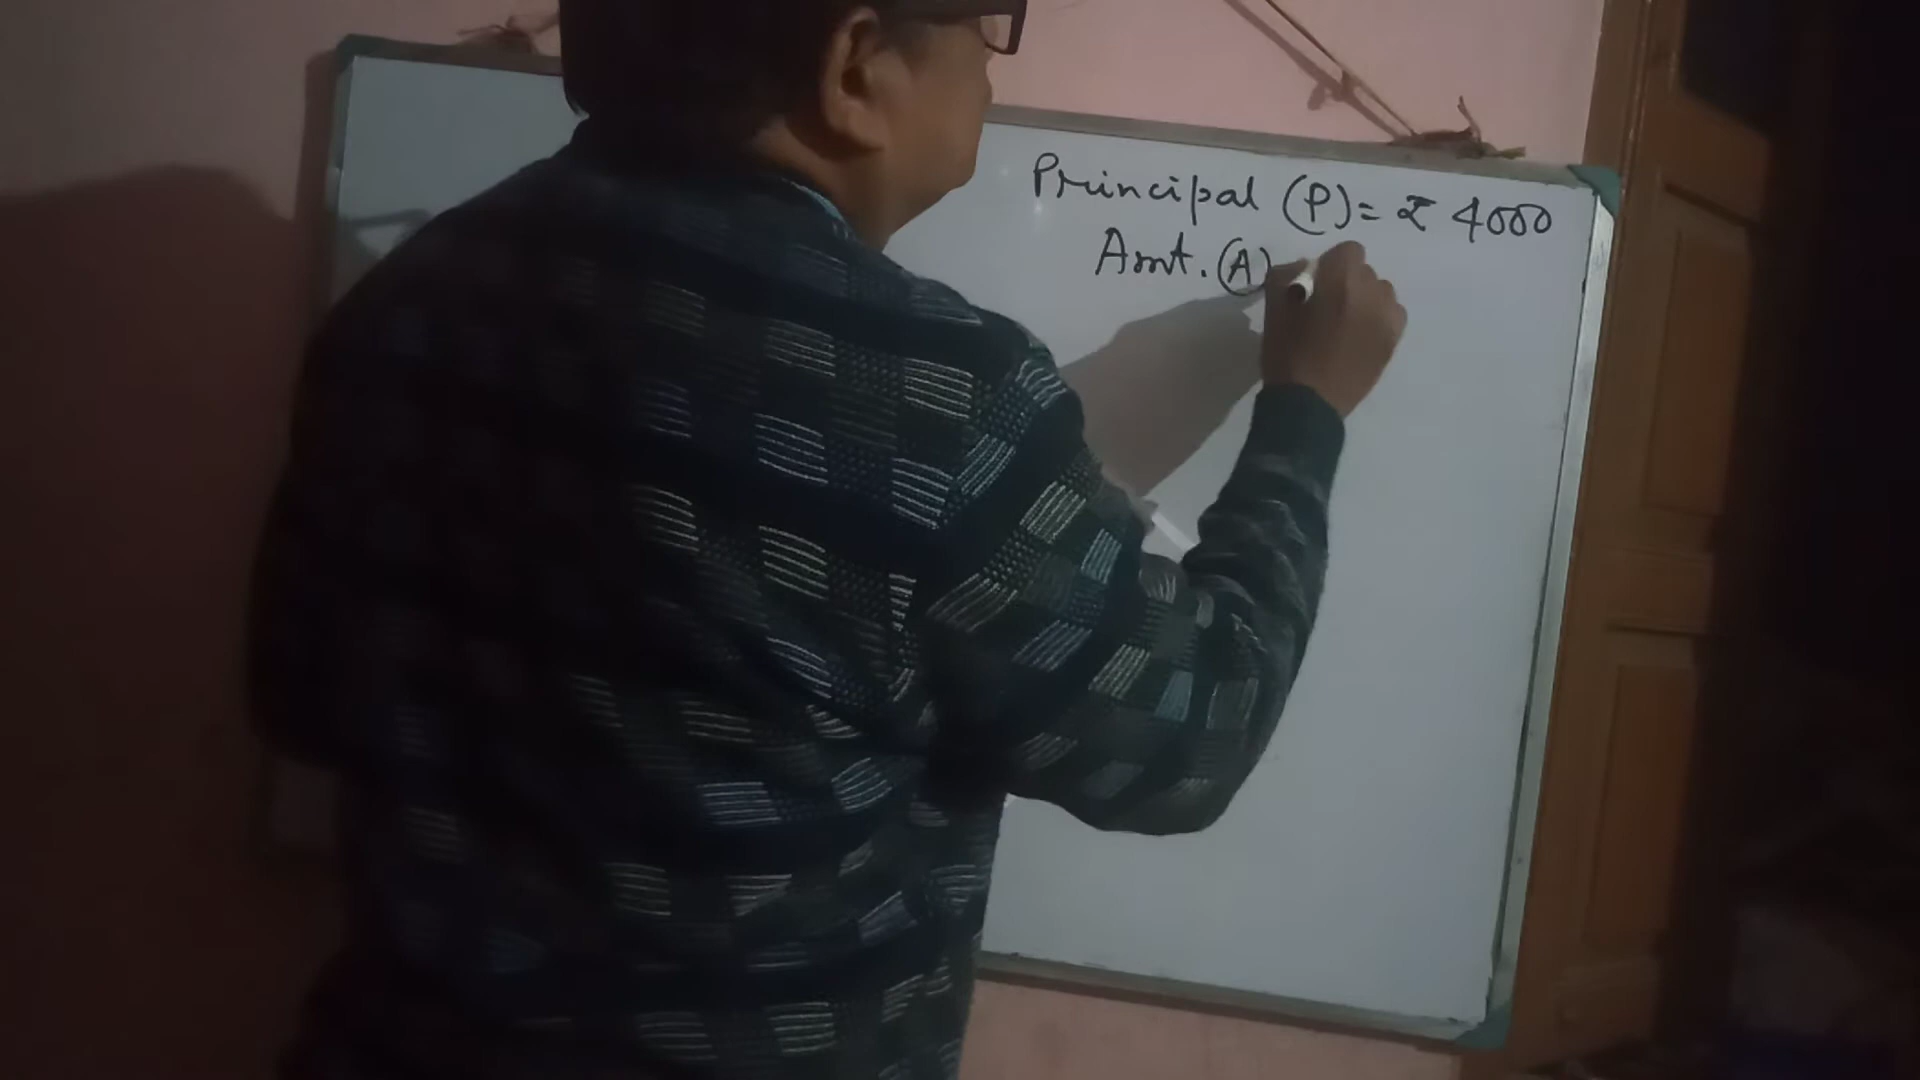 Principal (P) = ₹ 4000
Amt. (A)